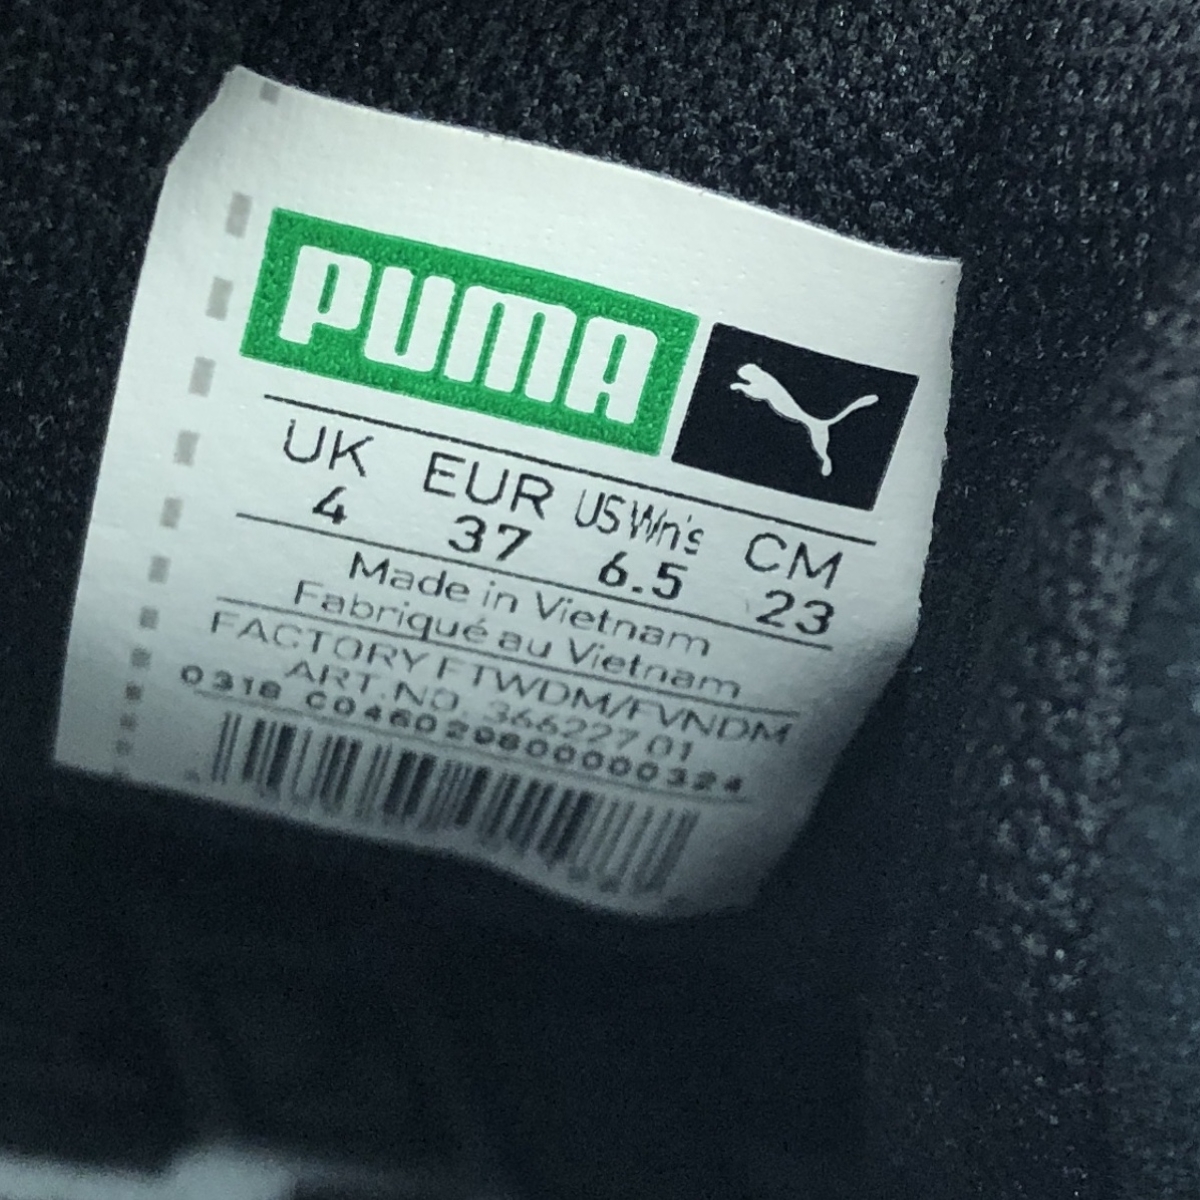 PUMA
UK EUR US Wn's CM
4 37 6.5 23
Made in Vietnam
Fabriqué au Vietnam
FACTORY FTWDM/FVNDM
ART.NO. 366227 01
0318 C04602980000324